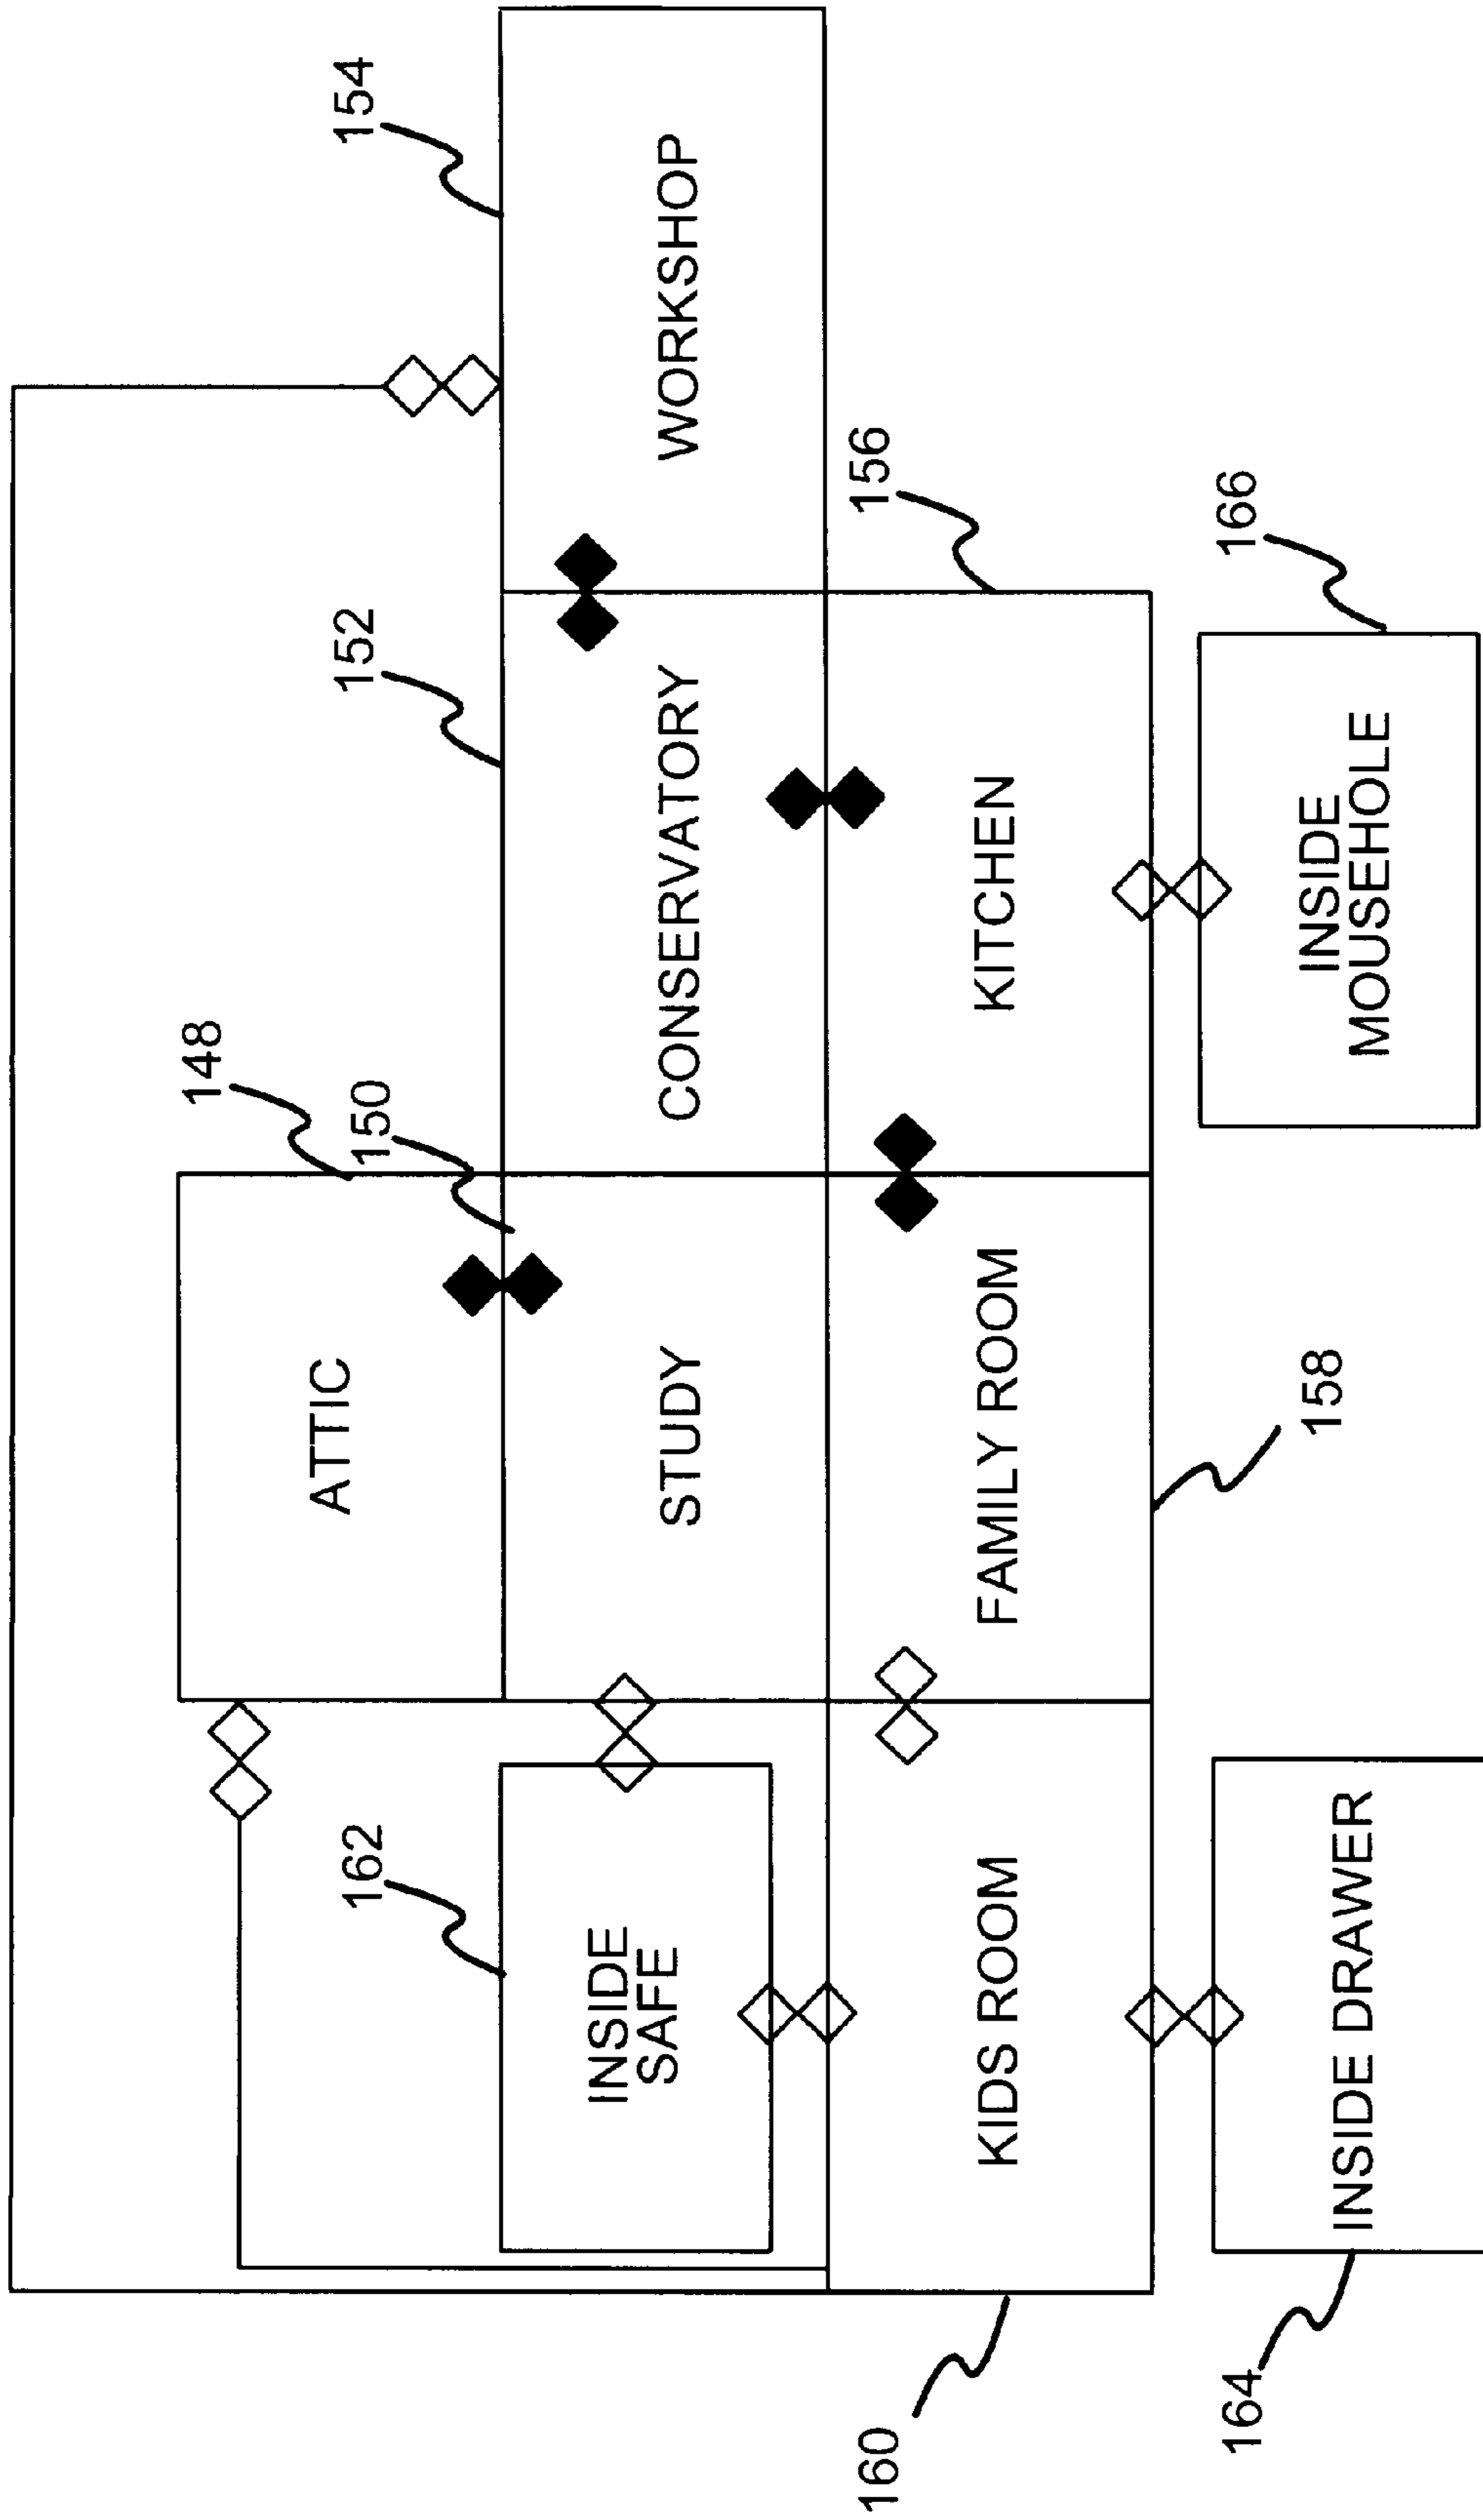 148
162
ATTIC
150
152
154
INSIDE
SAFE
STUDY
CONSERVATORY
WORKSHOP
160
156
KIDS ROOM
FAMILY ROOM
KITCHEN
164
166
INSIDE DRAWER
158
INSIDE
MOUSEHOLE